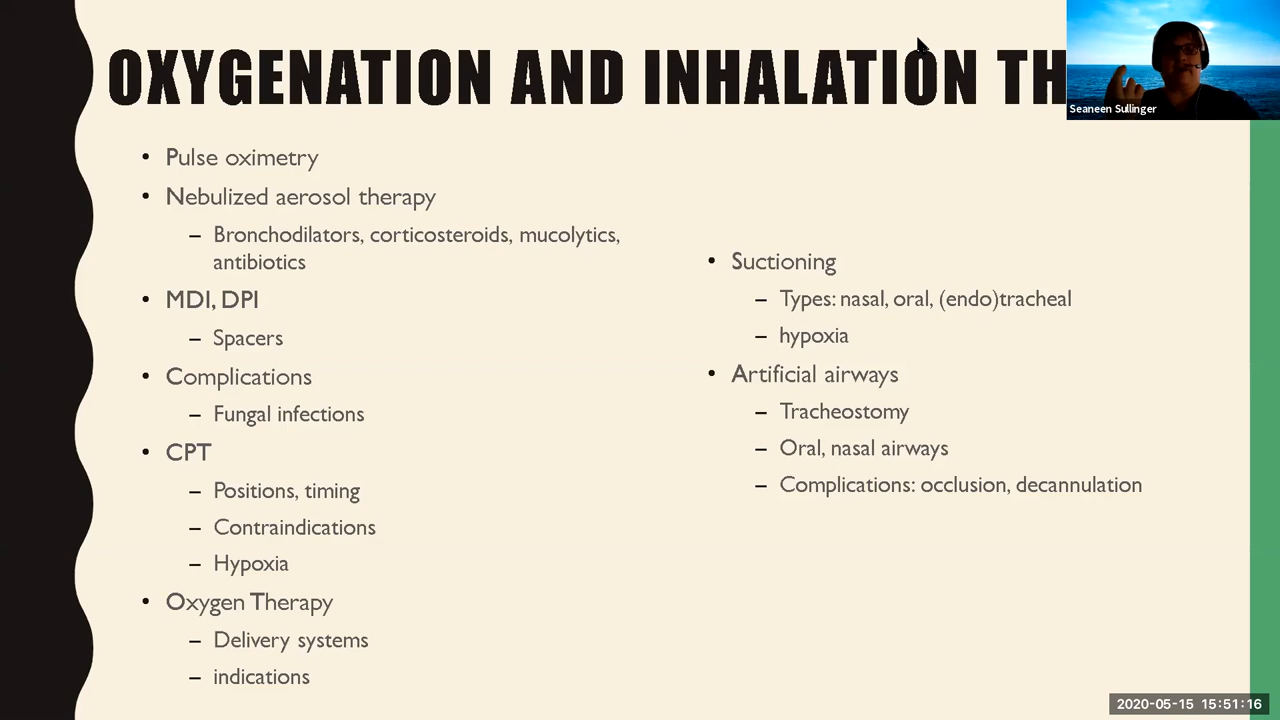 OXYGENATION AND INHALATION TH
Seaneen Sullinger
• Pulse oximetry
• Nebulized aerosol therapy
– Bronchodilators, corticosteroids, mucolytics,
antibiotics
• MDI, DPI
– Spacers
• Complications
– Fungal infections
• CPT
– Positions, timing
– Contraindications
– Hypoxia
• Oxygen Therapy
– Delivery systems
– indications
• Suctioning
– Types: nasal, oral, (endo)tracheal
– hypoxia
• Artificial airways
– Tracheostomy
– Oral, nasal airways
– Complications: occlusion, decannulation
2020-05-15 15:51:16